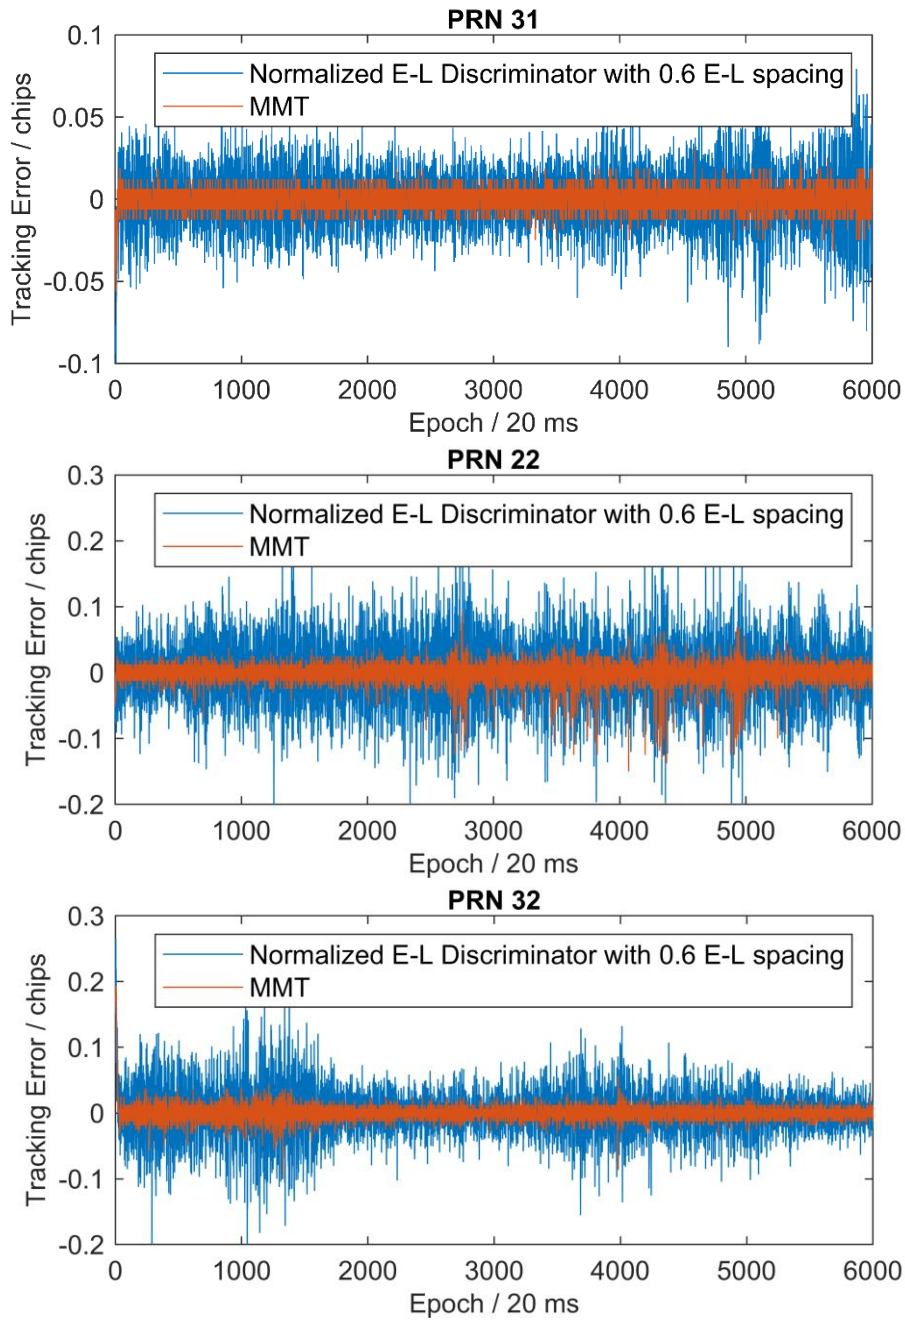 PRN 31
0.1
Normalized E-L Discriminator with 0.6 E-L spacing
MMT
0.05
0
-0.05
-0.1
Tracking Error / chips
0 1000 2000 3000 4000 5000 6000
Epoch / 20 ms
PRN 22
0.3
Normalized E-L Discriminator with 0.6 E-L spacing
MMT
0.2
0.1
0
-0.1
-0.2
Tracking Error / chips
0 1000 2000 3000 4000 5000 6000
Epoch / 20 ms
PRN 32
0.3
Normalized E-L Discriminator with 0.6 E-L spacing
MMT
0.2
0.1
0
-0.1
-0.2
Tracking Error / chips
0 1000 2000 3000 4000 5000 6000
Epoch / 20 ms